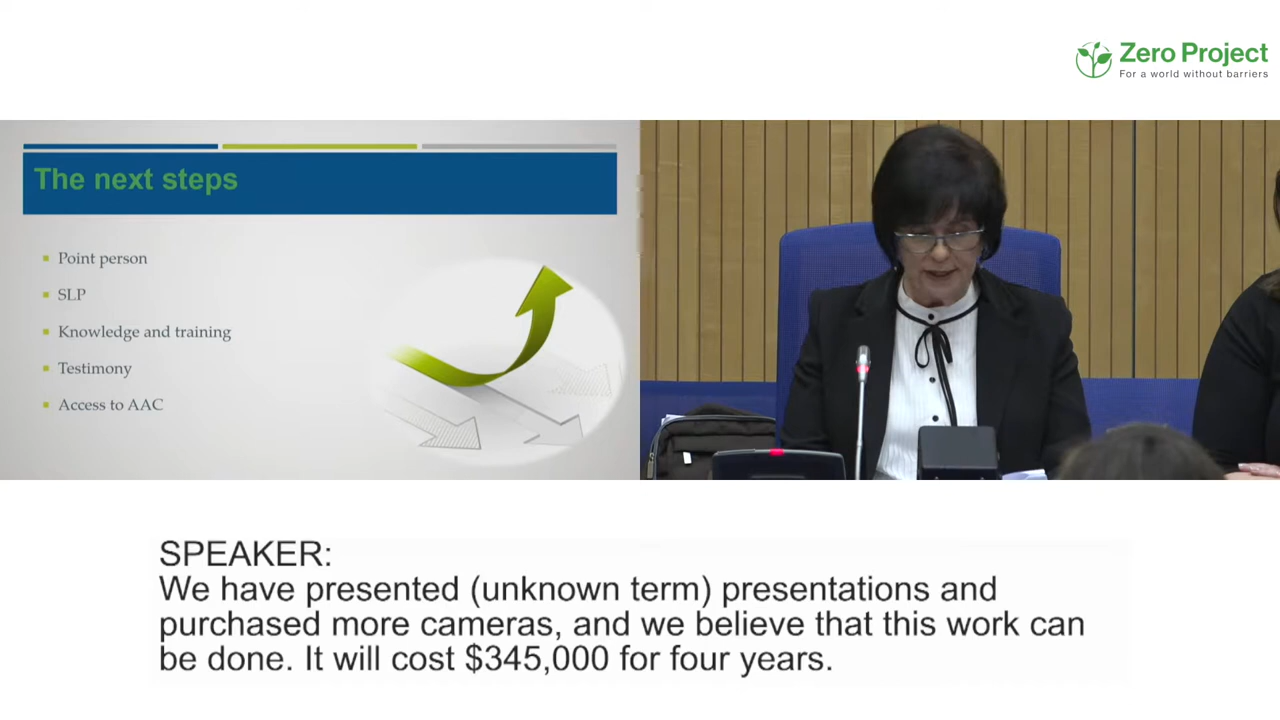 Zero Project
For a world without barriers
The next steps
Point person
SLP
Knowledge and training
Testimony
Access to AAC
SPEAKER:
We have presented (unknown term) presentations and
purchased more cameras, and we believe that this work can
be done. It will cost $345,000 for four years.